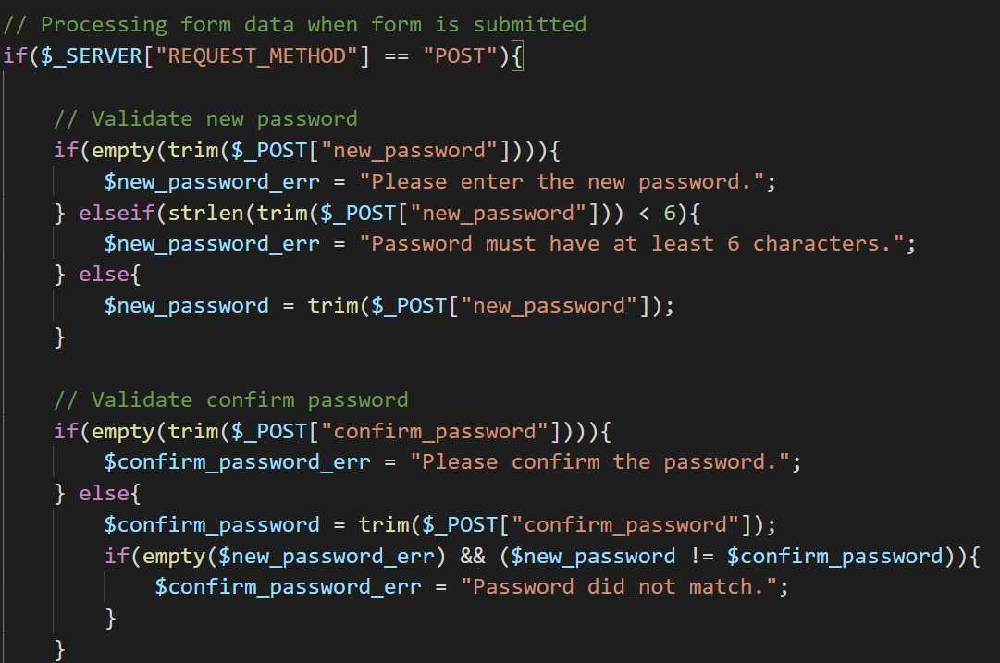 // Processing form data when form is submitted
if($_SERVER["REQUEST_METHOD"] == "POST"){
    // Validate new password
    if(empty(trim($_POST["new_password"]))){
        $new_password_err = "Please enter the new password.";
    } elseif(strlen(trim($_POST["new_password"])) < 6){
        $new_password_err = "Password must have at least 6 characters.";
    } else{
        $new_password = trim($_POST["new_password"]);
    }
    // Validate confirm password
    if(empty(trim($_POST["confirm_password"]))){
        $confirm_password_err = "Please confirm the password.";
    } else{
        $confirm_password = trim($_POST["confirm_password"]);
        if(empty($new_password_err) && ($new_password != $confirm_password)){
            $confirm_password_err = "Password did not match.";
        }
    }